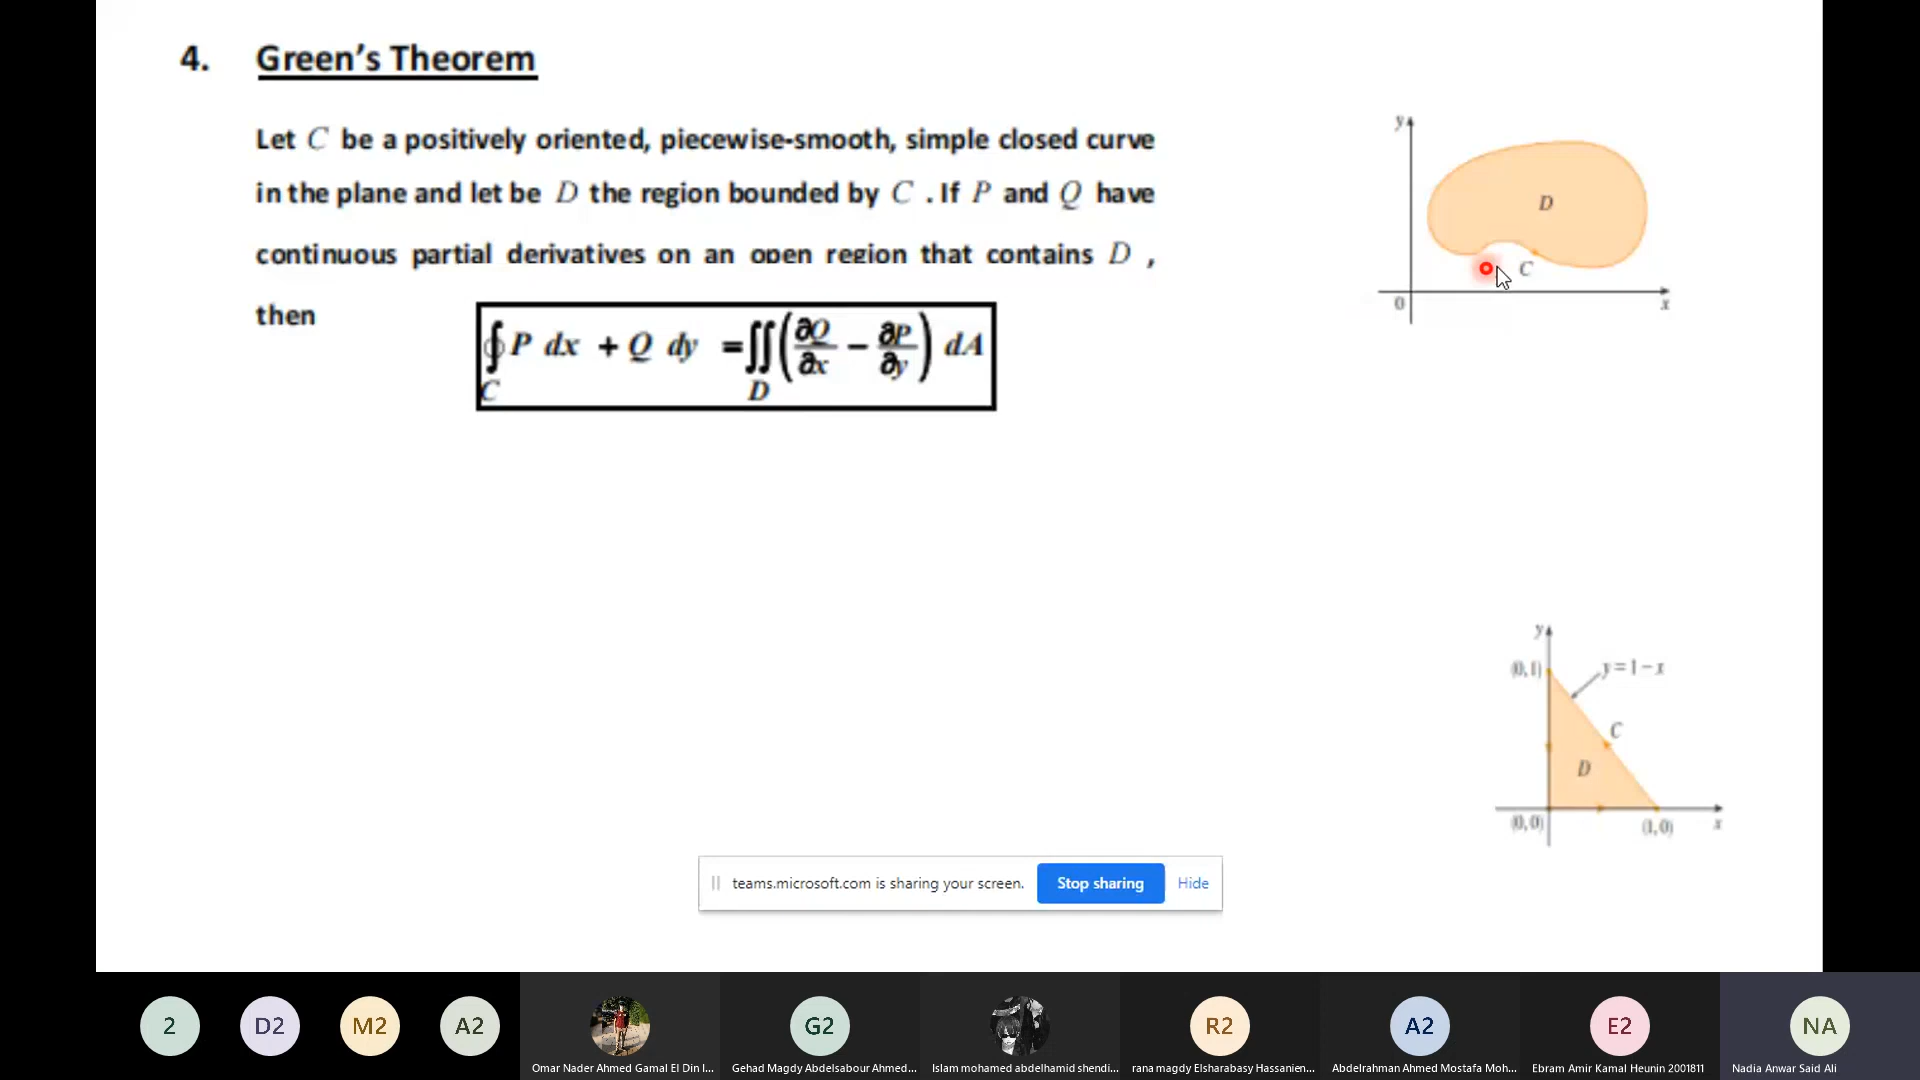 4. Green's Theorem
Let C be a positively oriented, piecewise-smooth, simple closed curve
in the plane and let be D the region bounded by C . If P and Q have
continuous partial derivatives on an open region that contains D ,
then
∮_C P dx + Q dy = ∬_D (∂Q/∂x − ∂P/∂y) dA
y
D
C
0
x
y
(0,1)
y=1−x
C
D
(0,0)
(1,0)
x
teams.microsoft.com is sharing your screen.
Stop sharing
Hide
2
D2
M2
A2
G2
R2
A2
E2
NA
Omar Nader Ahmed Gamal El Din I...
Gehad Magdy Abdelsabour Ahmed...
Islam mohamed abdelhamid shendi...
rana magdy Elsharabasy Hassanien...
Abdelrahman Ahmed Mostafa Moh...
Ebram Amir Kamal Heunin 2001811
Nadia Anwar Said Ali